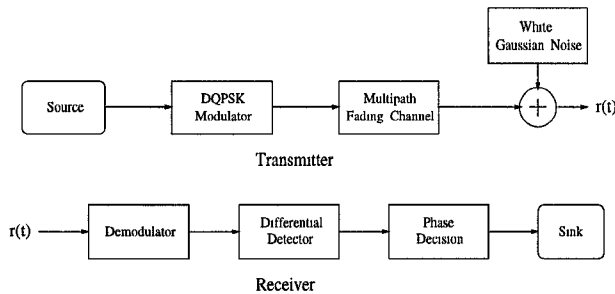 White
Gaussian Noise
Source
DQPSK
Modulator
Multipath
Fading Channel
+
r(t)
Transmitter
r(t)
Demodulator
Differential
Detector
Phase
Decision
Sink
Receiver